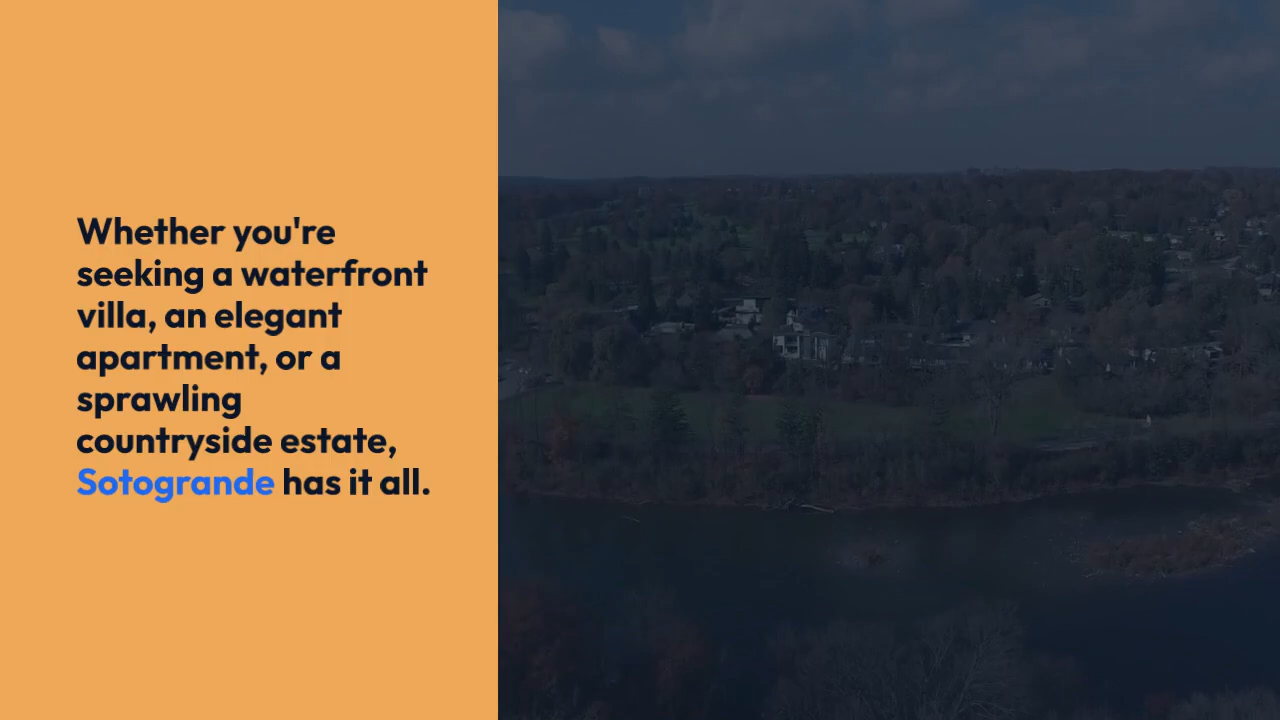 Whether you're
seeking a waterfront
villa, an elegant
apartment, or a
sprawling
countryside estate,
Sotogrande has it all.